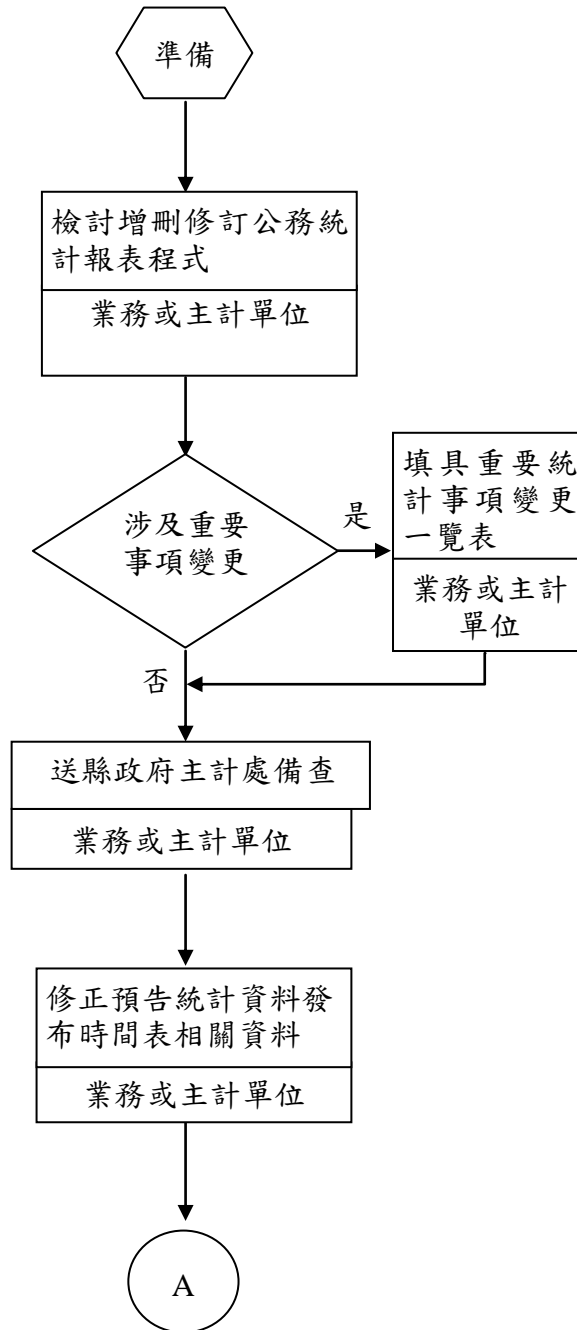 準備
檢討增刪修訂公務統
計報表程式
業務或主計單位
涉及重要
事項變更
是
填具重要統
計事項變更
一覽表
業務或主計
單位
否
送縣政府主計處備查
業務或主計單位
修正預告統計資料發
布時間表相關資料
業務或主計單位
A